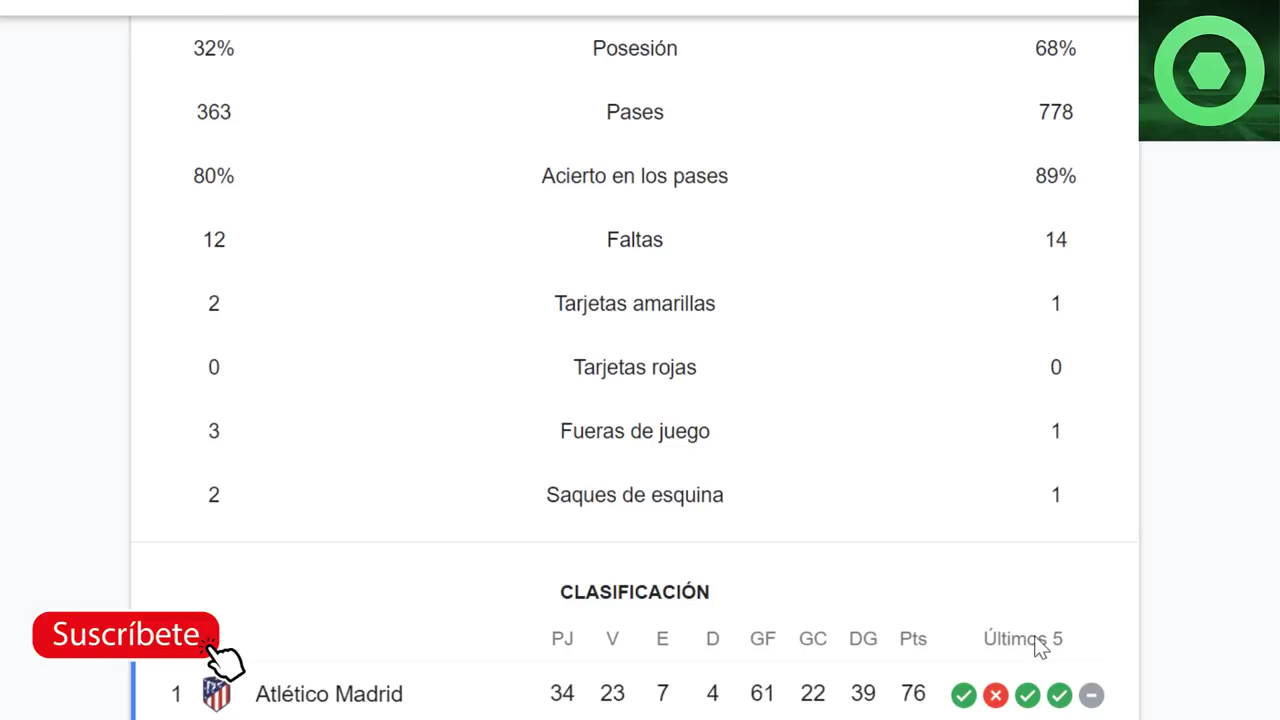 32% Posesión 68%
363 Pases 778
80% Acierto en los pases 89%
12 Faltas 14
2 Tarjetas amarillas 1
0 Tarjetas rojas 0
3 Fueras de juego 1
2 Saques de esquina 1
CLASIFICACIÓN
PJ V E D GF GC DG Pts Últimos 5
1 Atlético Madrid 34 23 7 4 61 22 39 76
Suscríbete